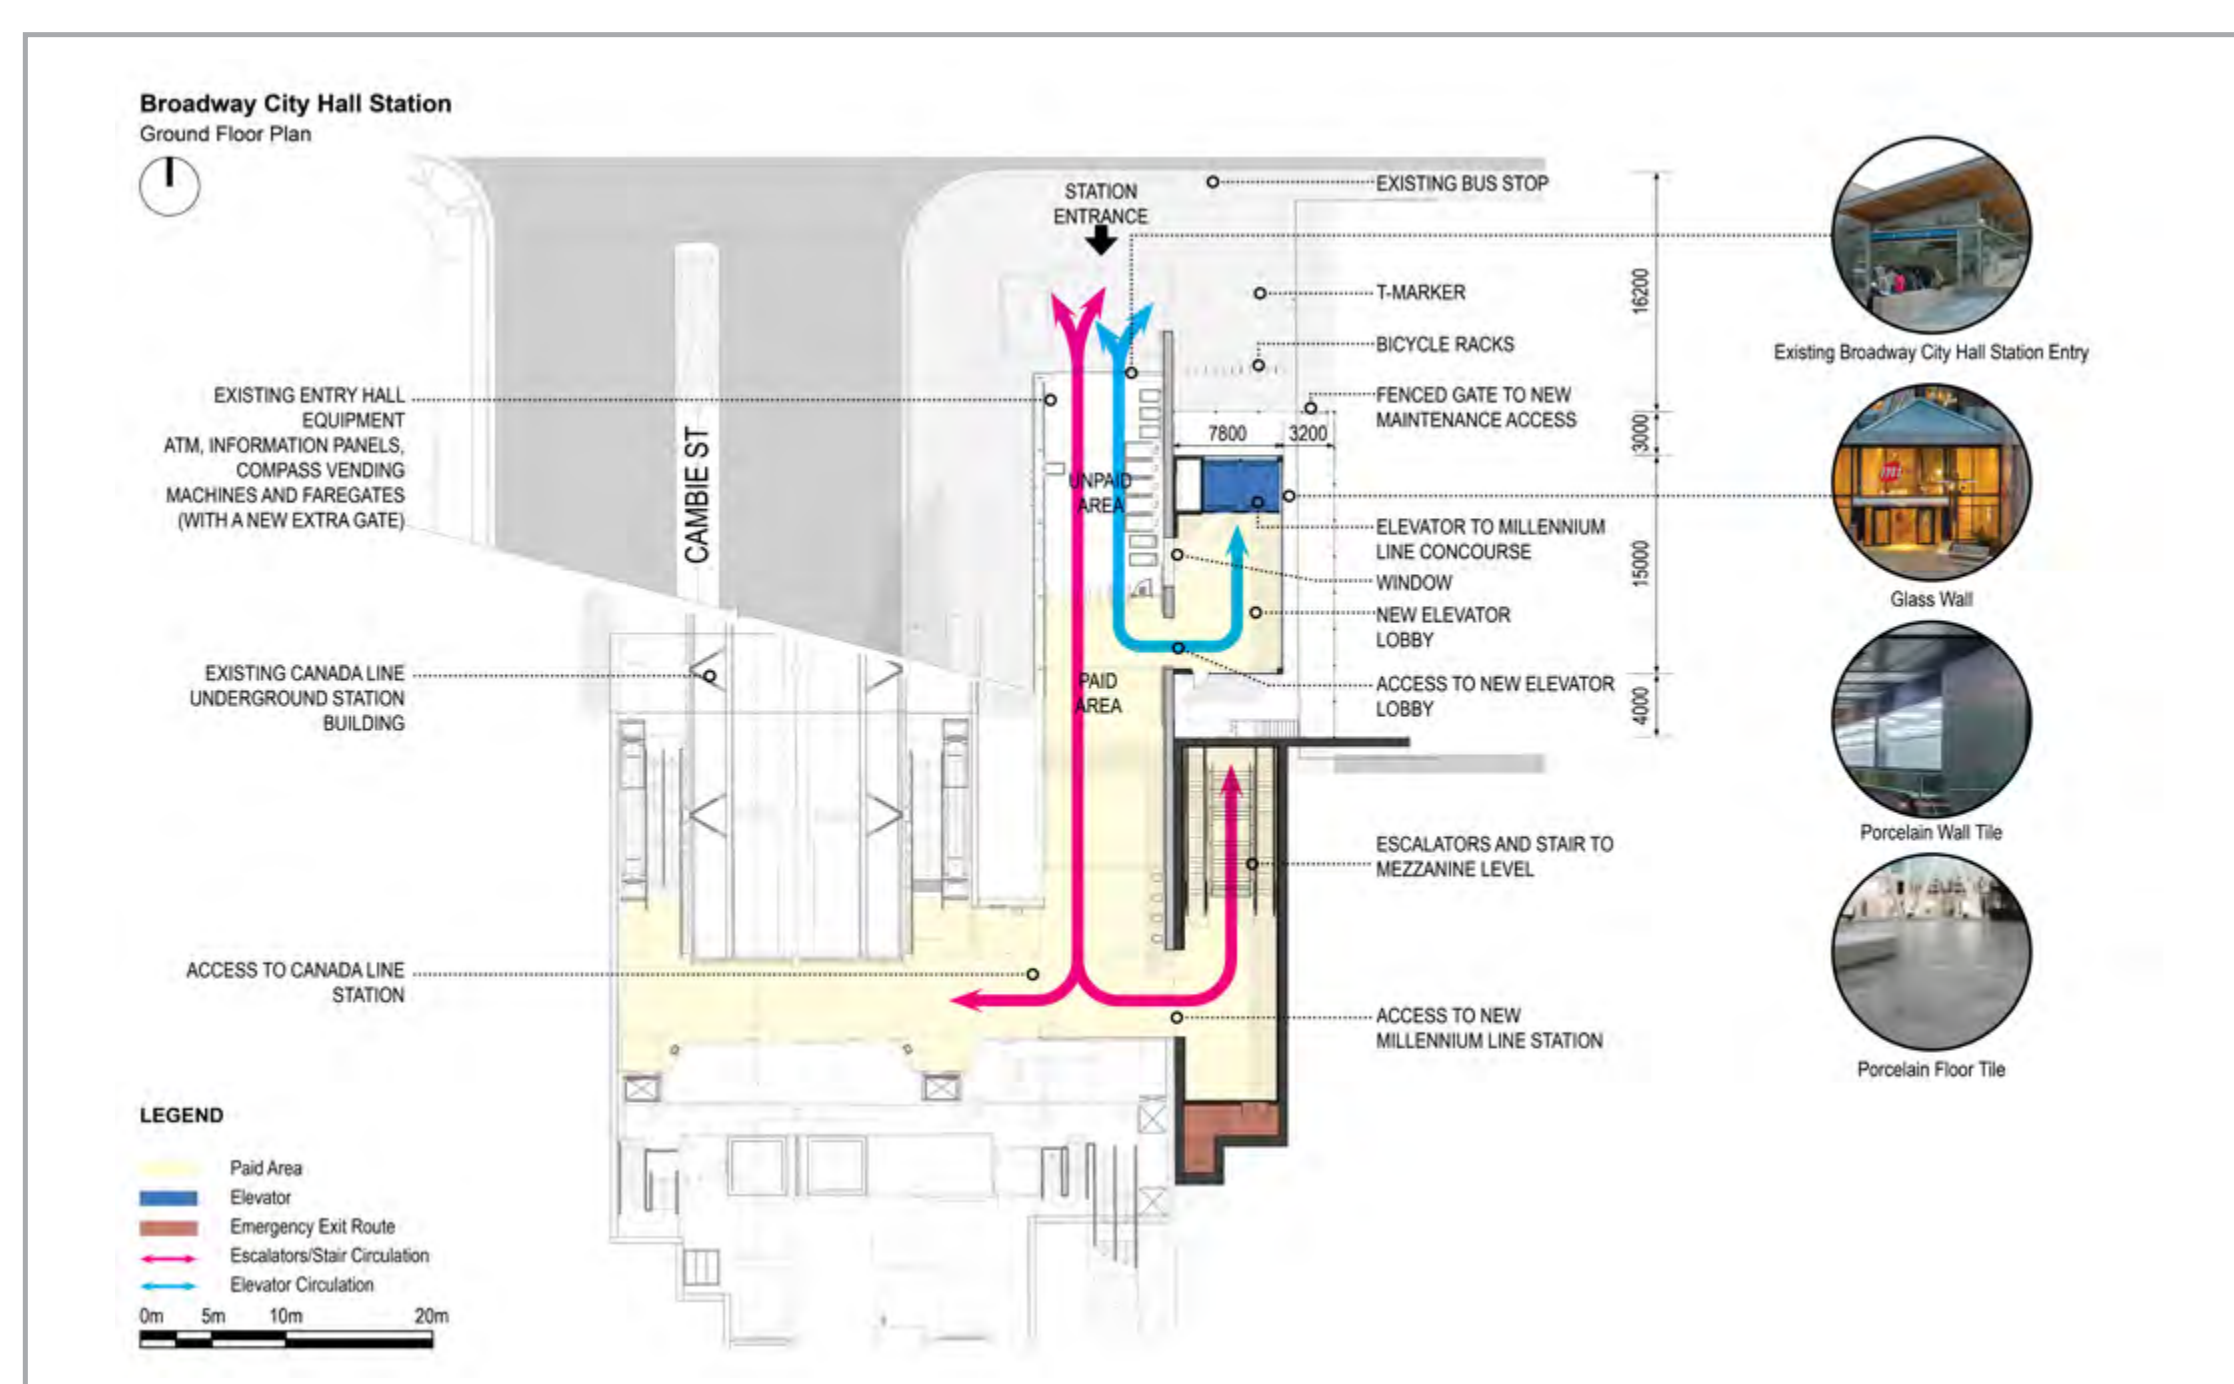 Broadway City Hall Station
Ground Floor Plan
STATION
ENTRANCE
EXISTING BUS STOP
T-MARKER
BICYCLE RACKS
FENCED GATE TO NEW
MAINTENANCE ACCESS
7800
3200
16200
3000
15000
4000
EXISTING ENTRY HALL
EQUIPMENT
ATM, INFORMATION PANELS,
COMPASS VENDING
MACHINES AND FAREGATES
(WITH A NEW EXTRA GATE)
CAMBIE ST
UNPAID
AREA
ELEVATOR TO MILLENNIUM
LINE CONCOURSE
WINDOW
NEW ELEVATOR
LOBBY
EXISTING CANADA LINE
UNDERGROUND STATION
BUILDING
PAID
AREA
ACCESS TO NEW ELEVATOR
LOBBY
ESCALATORS AND STAIR TO
MEZZANINE LEVEL
ACCESS TO CANADA LINE
STATION
ACCESS TO NEW
MILLENNIUM LINE STATION
Existing Broadway City Hall Station Entry
Glass Wall
Porcelain Wall Tile
Porcelain Floor Tile
LEGEND
Paid Area
Elevator
Emergency Exit Route
Escalators/Stair Circulation
Elevator Circulation
0m 5m 10m 20m